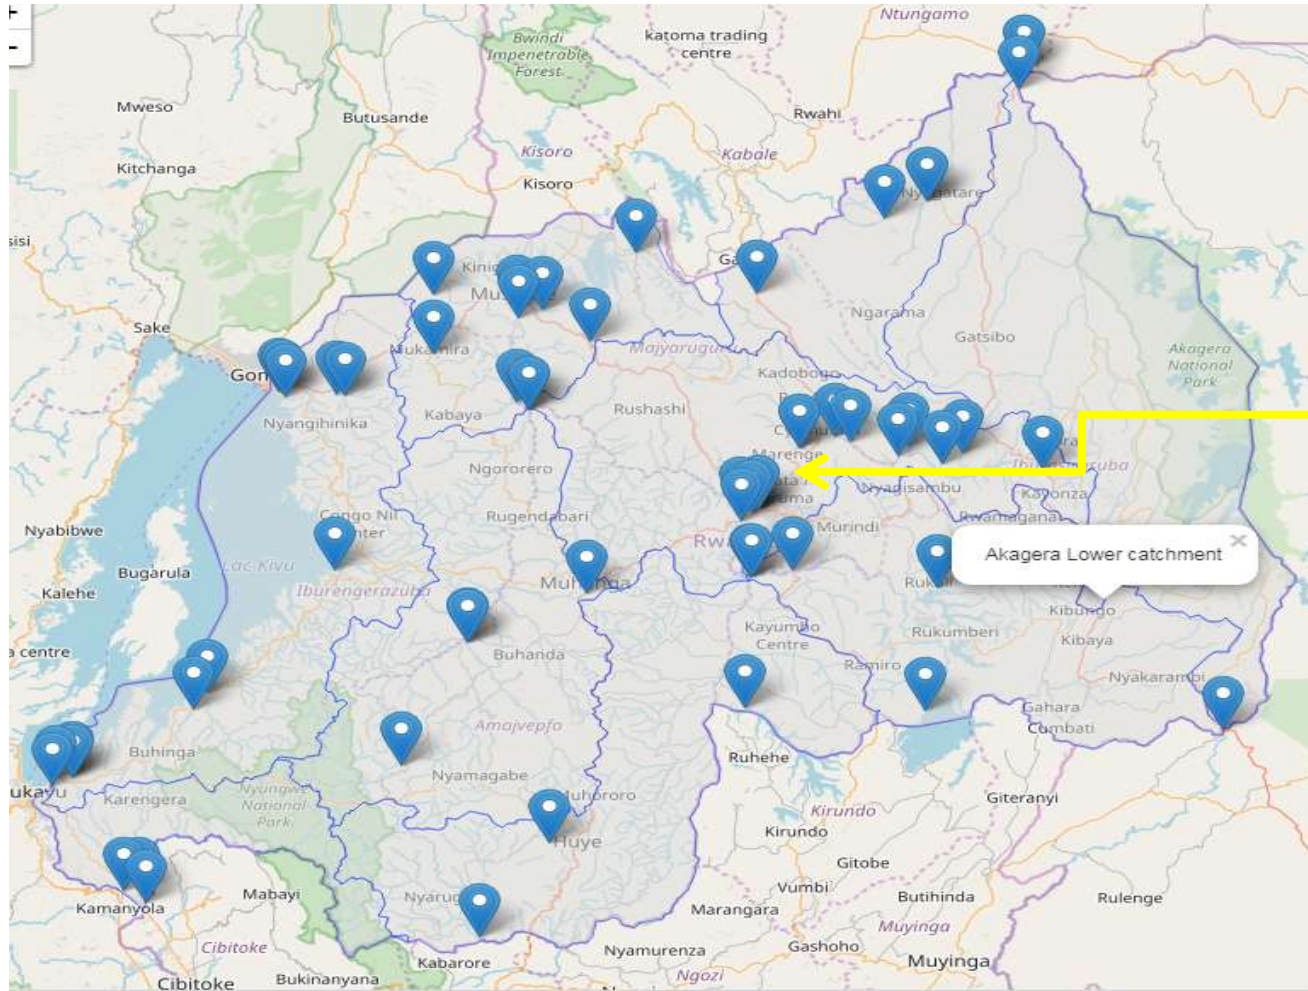 +
−
Ntungamo
katoma trading
centre
Bwindi
Impenetrable
Forest
Mweso
Butusande
Rwahi
Kitchanga
Kisoro
Kabale
Kisoro
Ngarama
Gatsibo
Sake
Mukamira
Majyaruguru
Akagera
National
Park
Kadobogo
Nyangihinika
Kabaya
Rushashi
Marenge
Ngororero
Nyagisambu
Kayonza
Rwamagana
Nyabibwe
Rugendabari
Murindi
Akagera Lower catchment
×
Bugarula
Lac Kivu
Kalehe
Iburengerazuba
Kibungo
Kayumbo
Centre
Rukumberi
Kibaya
a centre
Buhanda
Ramiro
Nyakarambi
Gahara
Cumbati
Amajyepfo
Buhinga
Ruhehe
Nyamagabe
Karengera
Nyungwe
National
Park
Giteranyi
Kirundo
Kirundo
Huye
Gitobe
Mabayi
Vumbi
Butihinda
Rulenge
Kamanyola
Marangara
Muyinga
Cibitoke
Nyamurenza
Gashoho
Muyinga
Kabarore
Ngozi
Cibitoke
Bukinanyana